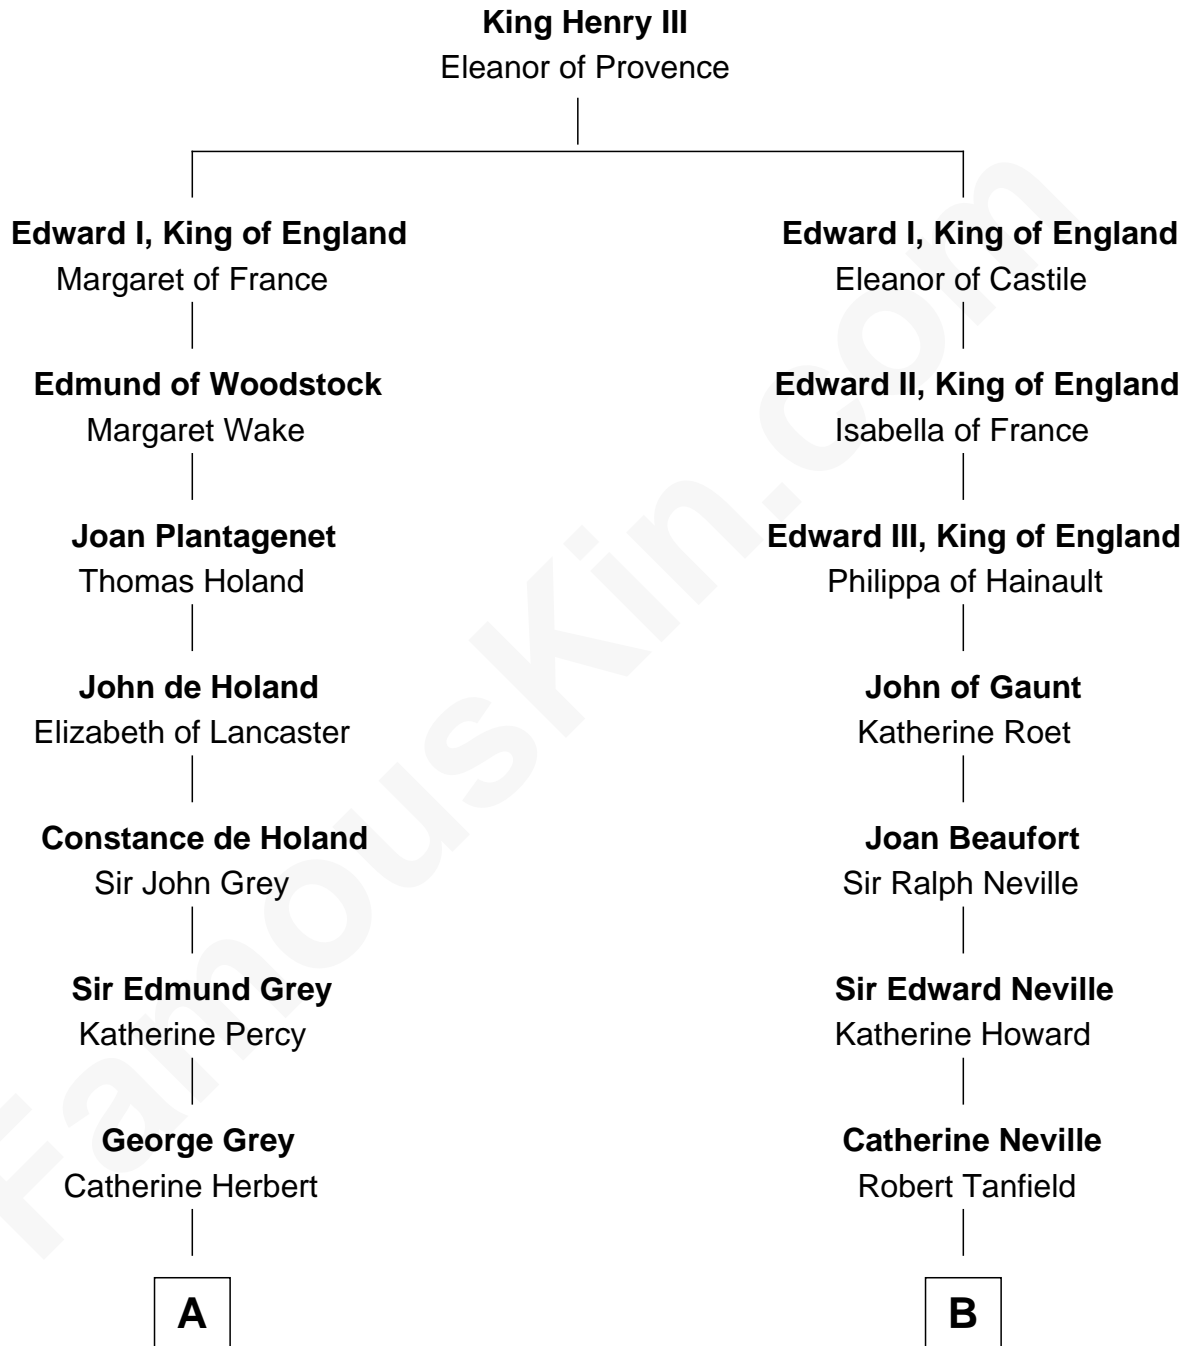 King Henry III
Eleanor of Provence
Edward I, King of England
Margaret of France
Edmund of Woodstock
Margaret Wake
Joan Plantagenet
Thomas Holand
John de Holand
Elizabeth of Lancaster
Constance de Holand
Sir John Grey
Sir Edmund Grey
Katherine Percy
George Grey
Catherine Herbert
A
Edward I, King of England
Eleanor of Castile
Edward II, King of England
Isabella of France
Edward III, King of England
Philippa of Hainault
John of Gaunt
Katherine Roet
Joan Beaufort
Sir Ralph Neville
Sir Edward Neville
Katherine Howard
Catherine Neville
Robert Tanfield
B
FamousKin.com